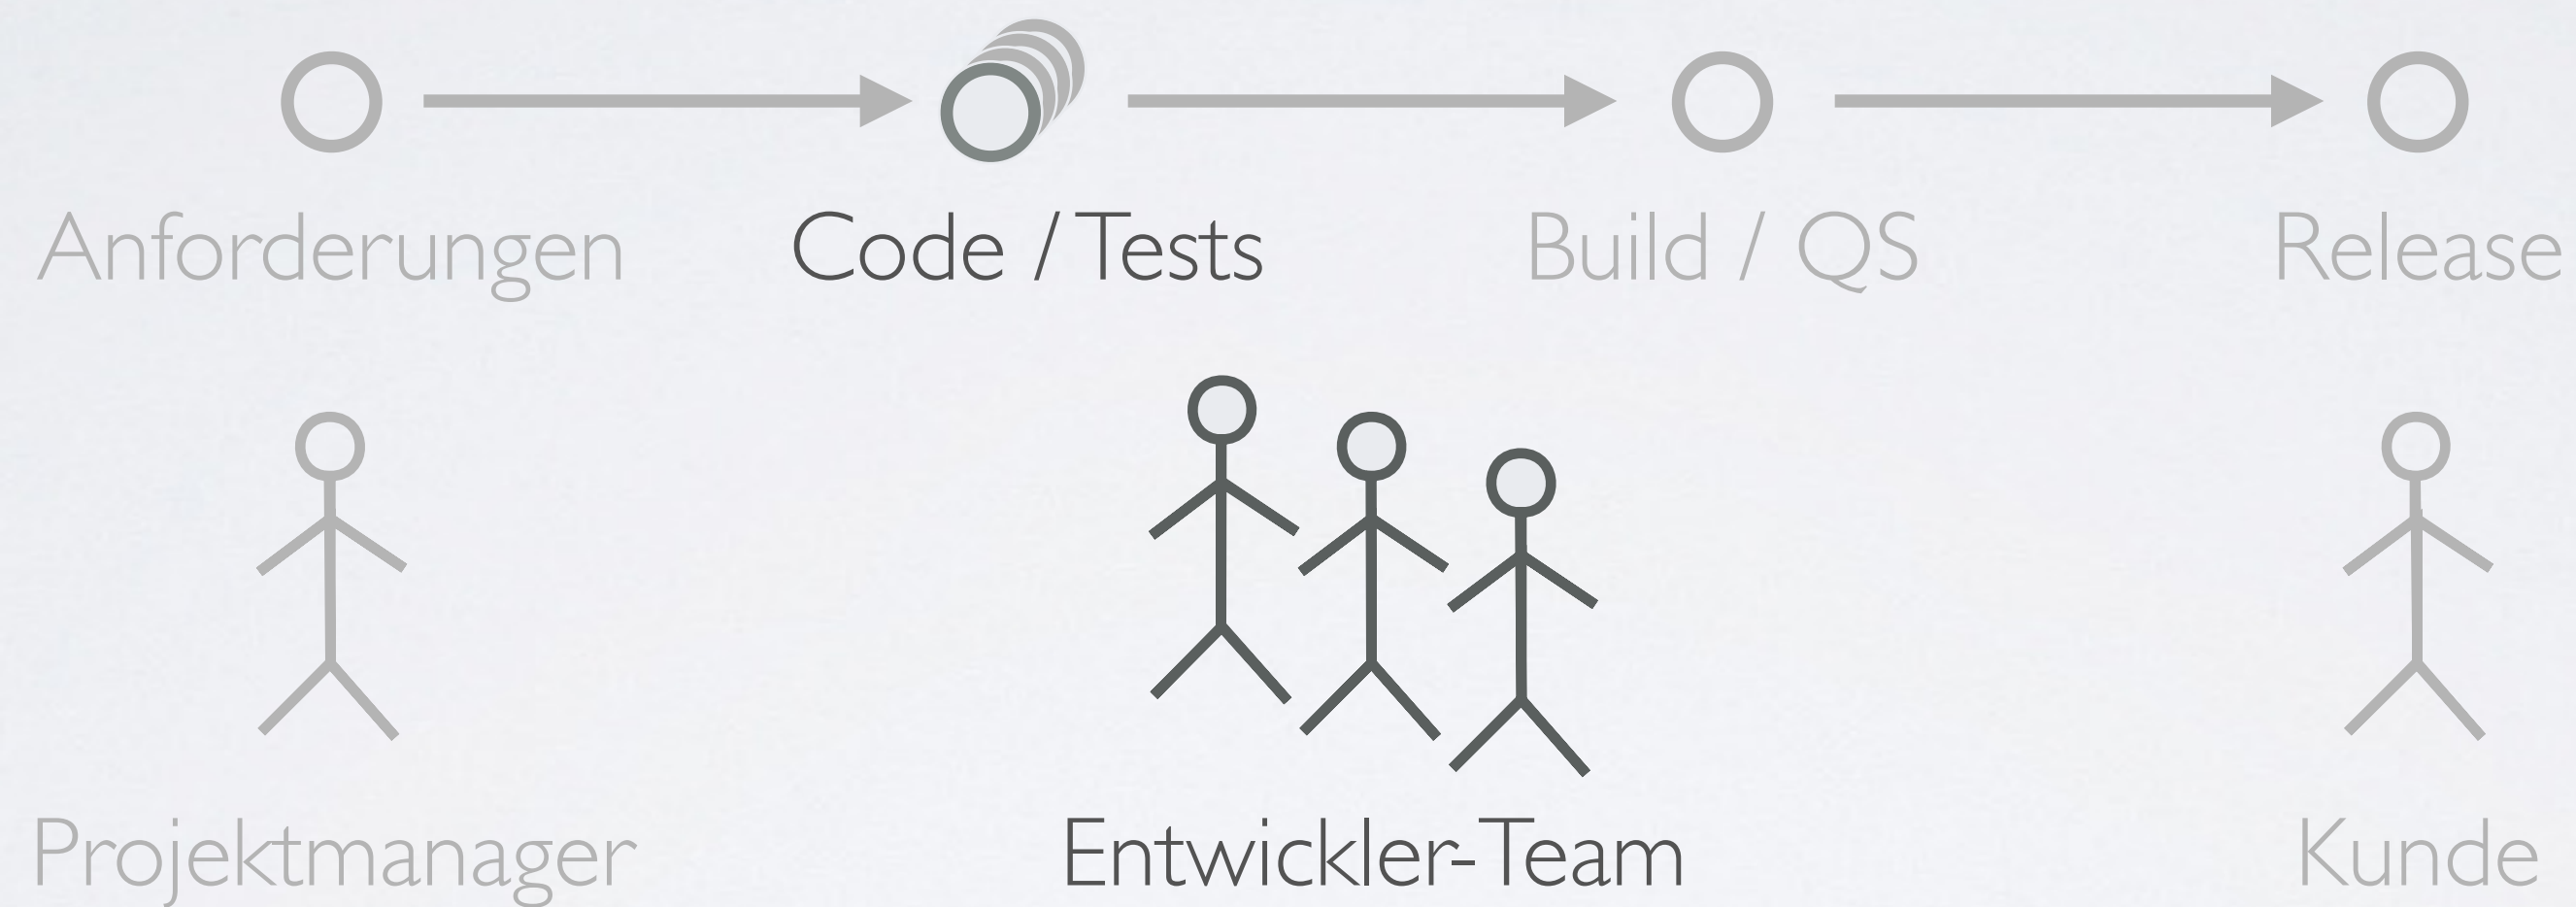 Anforderungen Code / Tests Build / QS Release
Projektmanager Entwickler-Team Kunde